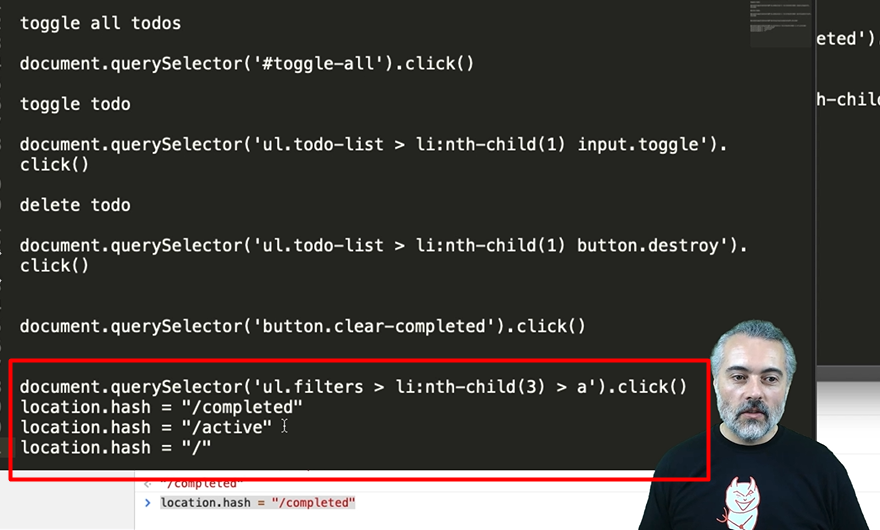 toggle all todos
document.querySelector('#toggle-all').click()
toggle todo
document.querySelector('ul.todo-list > li:nth-child(1) input.toggle').
click()
delete todo
document.querySelector('ul.todo-list > li:nth-child(1) button.destroy').
click()
document.querySelector('button.clear-completed').click()
document.querySelector('ul.filters > li:nth-child(3) > a').click()
location.hash = "/completed"
location.hash = "/active"
location.hash = "/"
eted').
h-child
"/completed"
location.hash = "/completed"